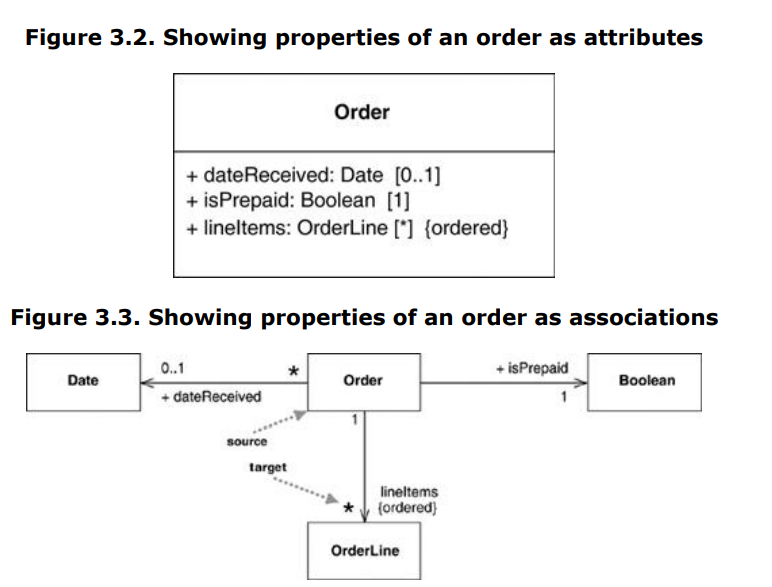 Figure 3.2. Showing properties of an order as attributes
Order
+ dateReceived: Date [0..1]
+ isPrepaid: Boolean [1]
+ lineItems: OrderLine [*] {ordered}
Figure 3.3. Showing properties of an order as associations
Date
0..1
+ dateReceived
*
Order
+ isPrepaid
1
Boolean
1
source
target
*
lineItems
{ordered}
OrderLine